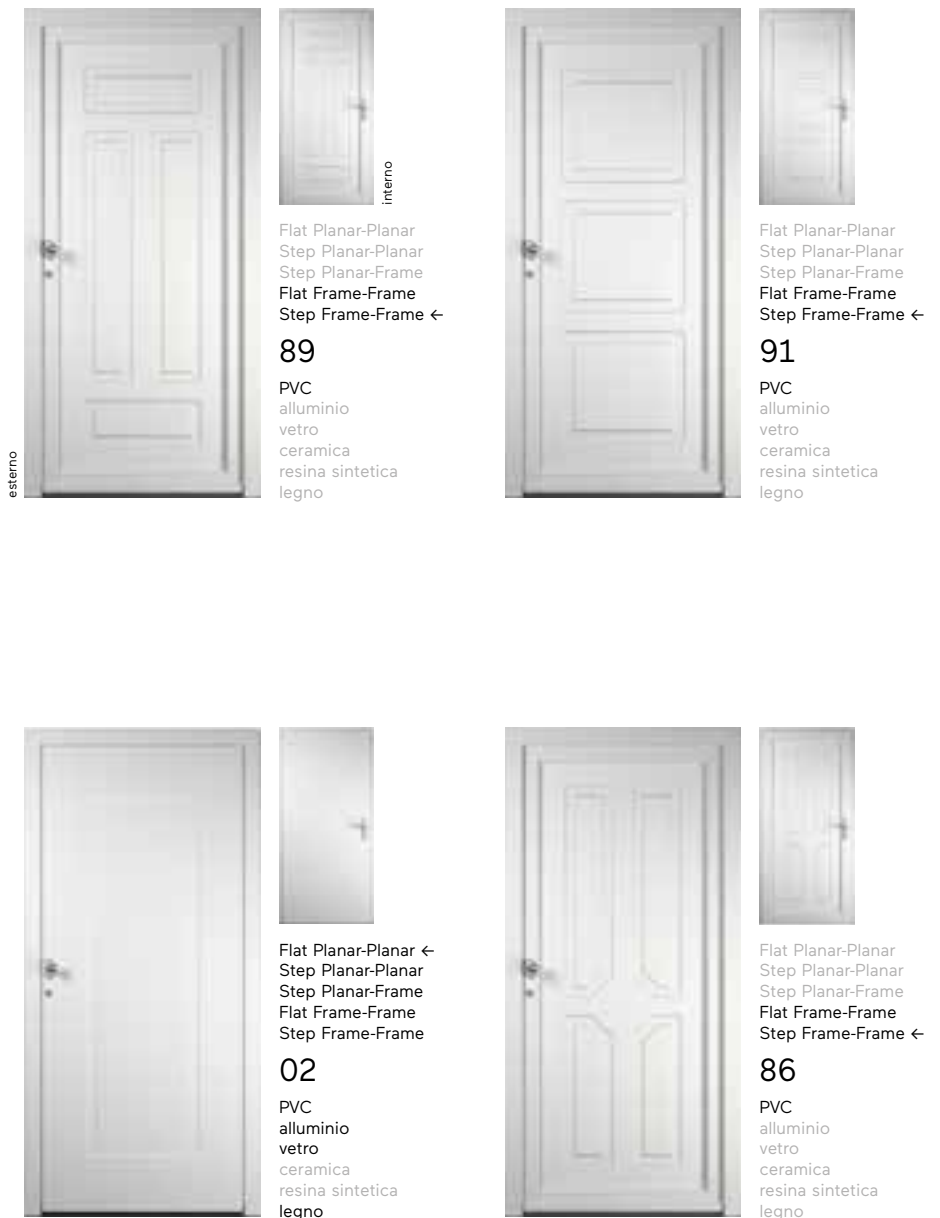 esterno
interno
Flat Planar-Planar
Step Planar-Planar
Step Planar-Frame
Flat Frame-Frame
Step Frame-Frame ←
89
PVC
alluminio
vetro
ceramica
resina sintetica
legno
Flat Planar-Planar
Step Planar-Planar
Step Planar-Frame
Flat Frame-Frame
Step Frame-Frame ←
91
PVC
alluminio
vetro
ceramica
resina sintetica
legno
Flat Planar-Planar ←
Step Planar-Planar
Step Planar-Frame
Flat Frame-Frame
Step Frame-Frame
02
PVC
alluminio
vetro
ceramica
resina sintetica
legno
Flat Planar-Planar
Step Planar-Planar
Step Planar-Frame
Flat Frame-Frame
Step Frame-Frame ←
86
PVC
alluminio
vetro
ceramica
resina sintetica
legno